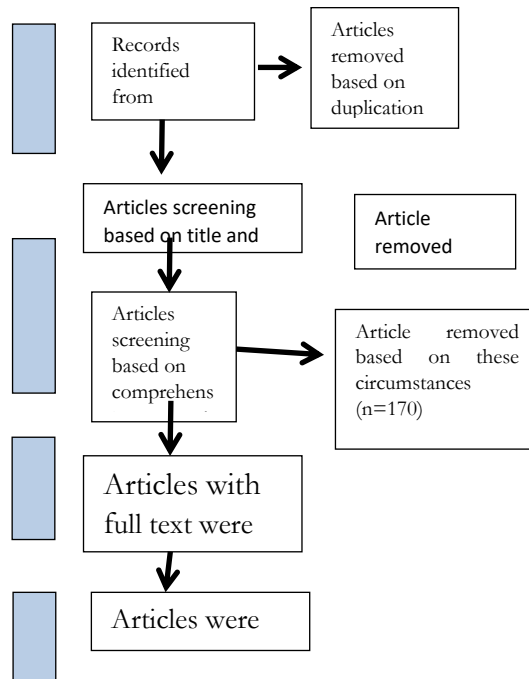 Records
identified
from
Articles
removed
based on
duplication
Articles screening
based on title and
Article
removed
Articles
screening
based on
comprehens
Article removed
based on these
circumstances
(n=170)
Articles with
full text were
Articles were